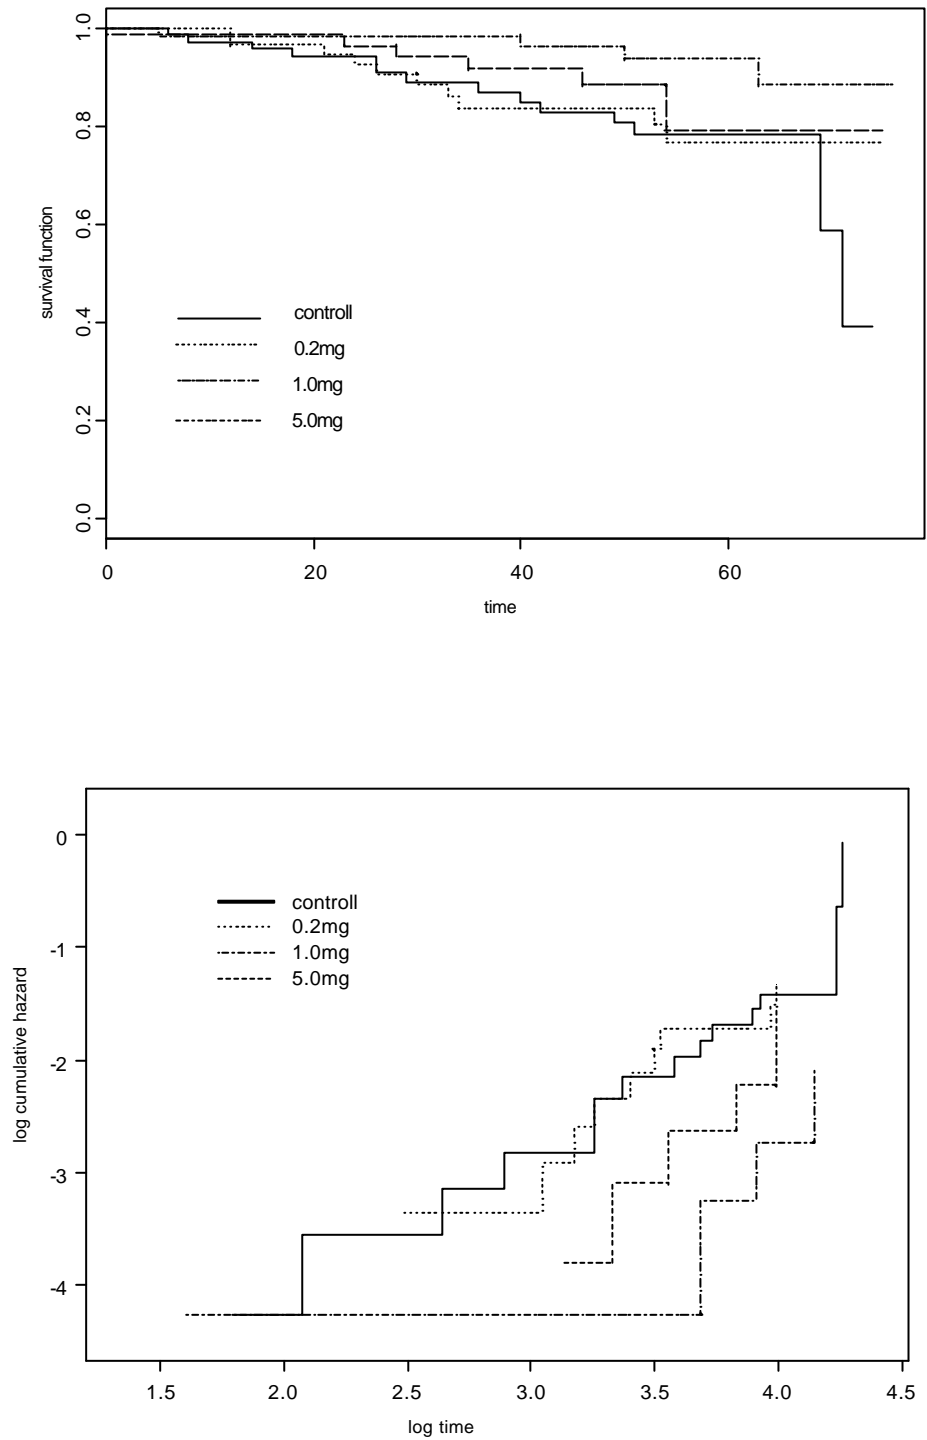 1.0
0.8
0.6
0.4
0.2
0.0
survival function
controll
0.2mg
1.0mg
5.0mg
0 20 40 60
time
0
-1
-2
-3
-4
log cumulative hazard
controll
0.2mg
1.0mg
5.0mg
1.5 2.0 2.5 3.0 3.5 4.0 4.5
log time